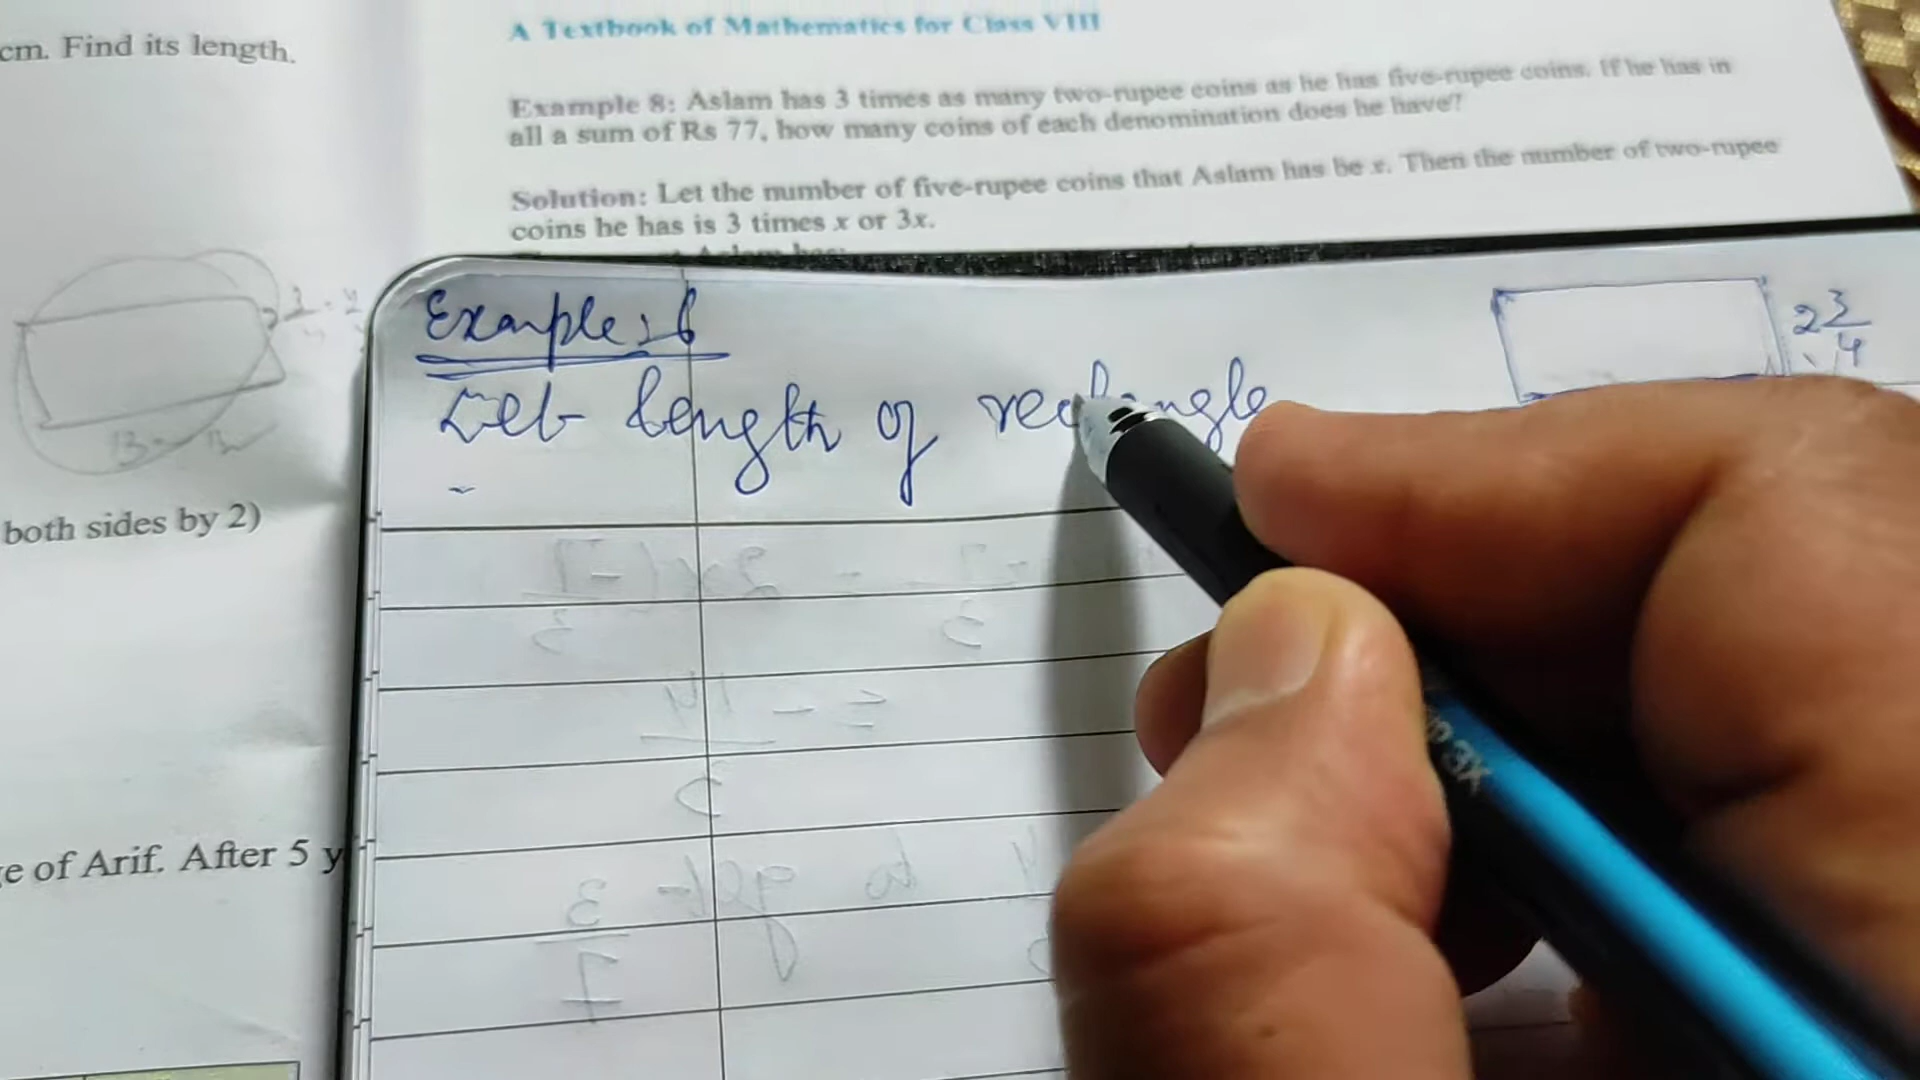 cm. Find its length.
A Textbook of Mathematics for Class VIII
Example 8: Aslam has 3 times as many two-rupee coins as he has five-rupee coins. If he has in
all a sum of Rs 77, how many coins of each denomination does he have?
Solution: Let the number of five-rupee coins that Aslam has be x. Then the number of two-rupee
coins he has is 3 times x or 3x.
Example: 6
2 3/4
Let length of rectangle
both sides by 2)
e of Arif. After 5 y